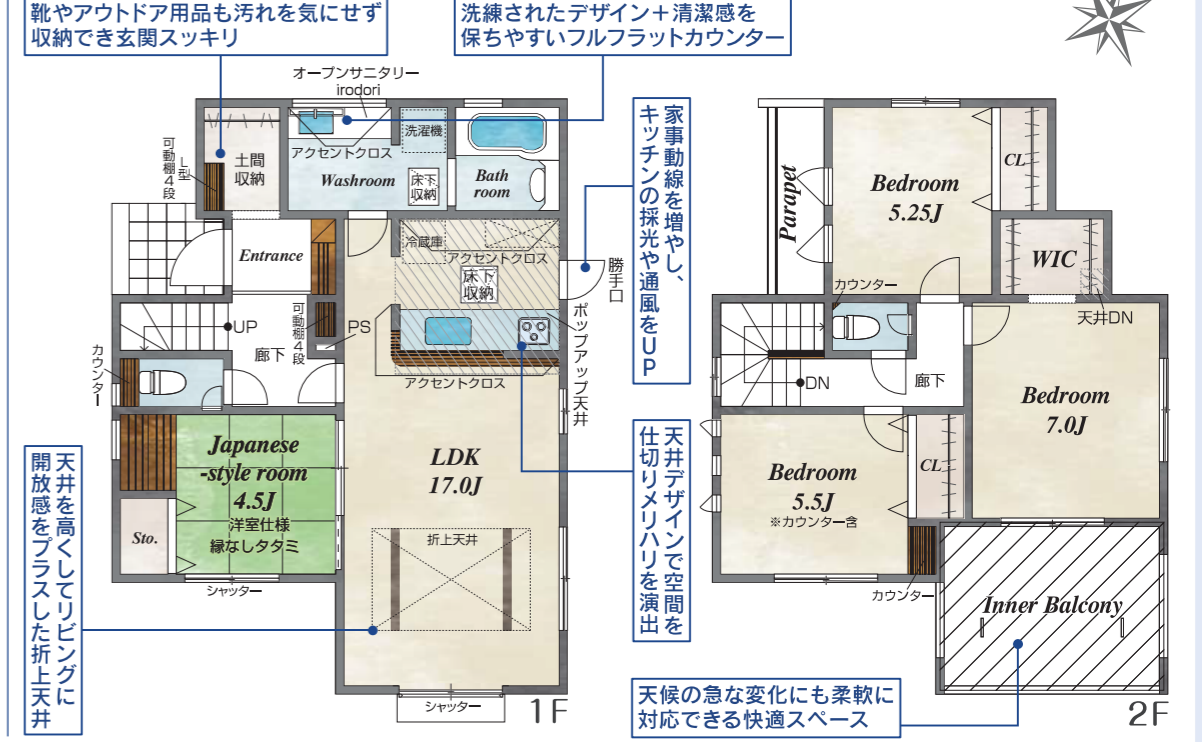 靴やアウトドア用品も汚れを気にせず
収納でき玄関スッキリ
洗練されたデザイン+清潔感を
保ちやすいフルフラットカウンター
オープンサニタリー
irodori
可動棚4段
L型
土間
収納
アクセントクロス
洗濯機
Washroom
床下
収納
Bath
room
Entrance
冷蔵庫
アクセントクロス
床下
収納
勝手口
ポップアップ天井
家事動線を増やし、
キッチンの採光や通風をUP
UP
可動棚4段
PS
廊下
カウンター
アクセントクロス
Japanese
-style room
4.5J
洋室仕様
縁なしタタミ
Sto.
シャッター
LDK
17.0J
折上天井
シャッター
1F
天井を高くしてリビングに
開放感をプラスした折上天井
天井デザインで空間を
仕切りメリハリを演出
Parapet
Bedroom
5.25J
CL
WIC
天井DN
カウンター
DN
廊下
Bedroom
7.0J
Bedroom
5.5J
※カウンター含
CL
カウンター
Inner Balcony
天候の急な変化にも柔軟に
対応できる快適スペース
2F